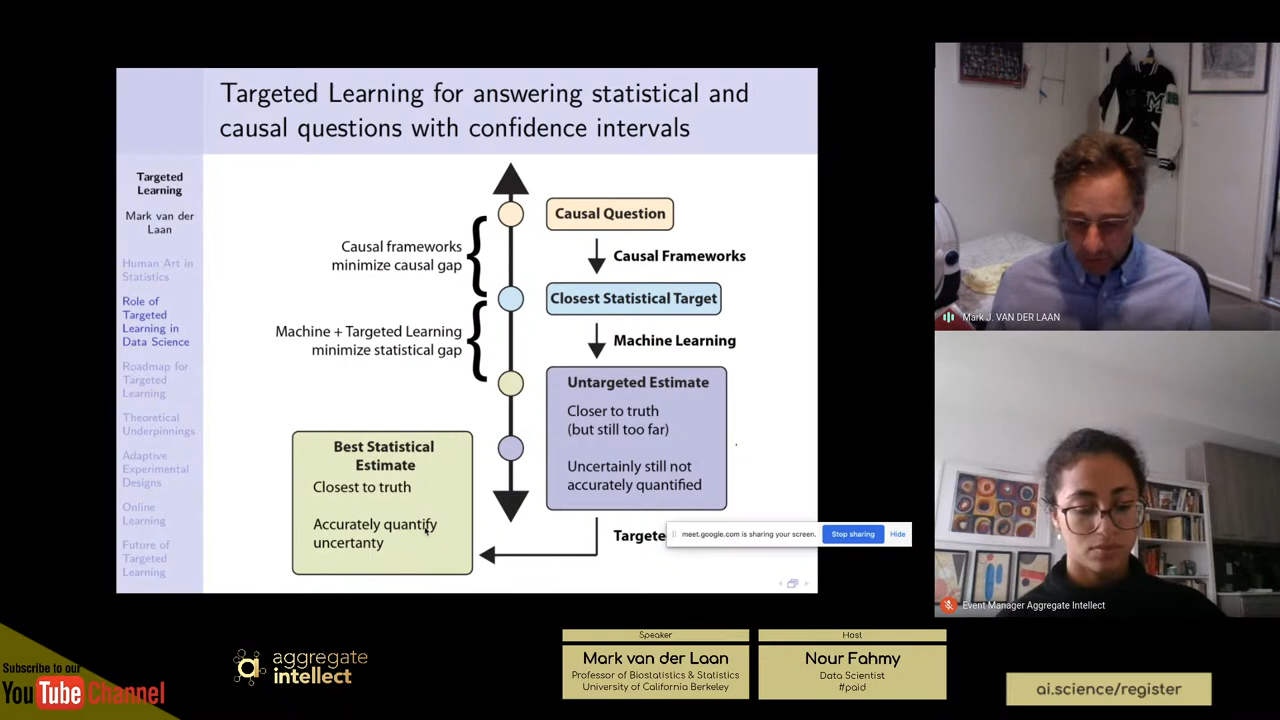 Targeted Learning for answering statistical and
causal questions with confidence intervals
Targeted
Learning
Mark van der
Laan
Human Art in
Statistics
Role of
Targeted
Learning in
Data Science
Roadmap for
Targeted
Learning
Theoretical
Underpinnings
Adaptive
Experimental
Designs
Online
Learning
Future of
Targeted
Learning
Causal frameworks
minimize causal gap
Machine + Targeted Learning
minimize statistical gap
Causal Question
Causal Frameworks
Closest Statistical Target
Machine Learning
Untargeted Estimate
Closer to truth
(but still too far)
Uncertainly still not
accurately quantified
Best Statistical
Estimate
Closest to truth
Accurately quantify
uncertanty
Targete
meet.google.com is sharing your screen.
Stop sharing
Hide
Mark J. VAN DER LAAN
Event Manager Aggregate Intellect
Subscribe to our
YouTube Channel
aggregate
intellect
Speaker
Mark van der Laan
Professor of Biostatistics & Statistics
University of California Berkeley
Host
Nour Fahmy
Data Scientist
#paid
ai.science/register